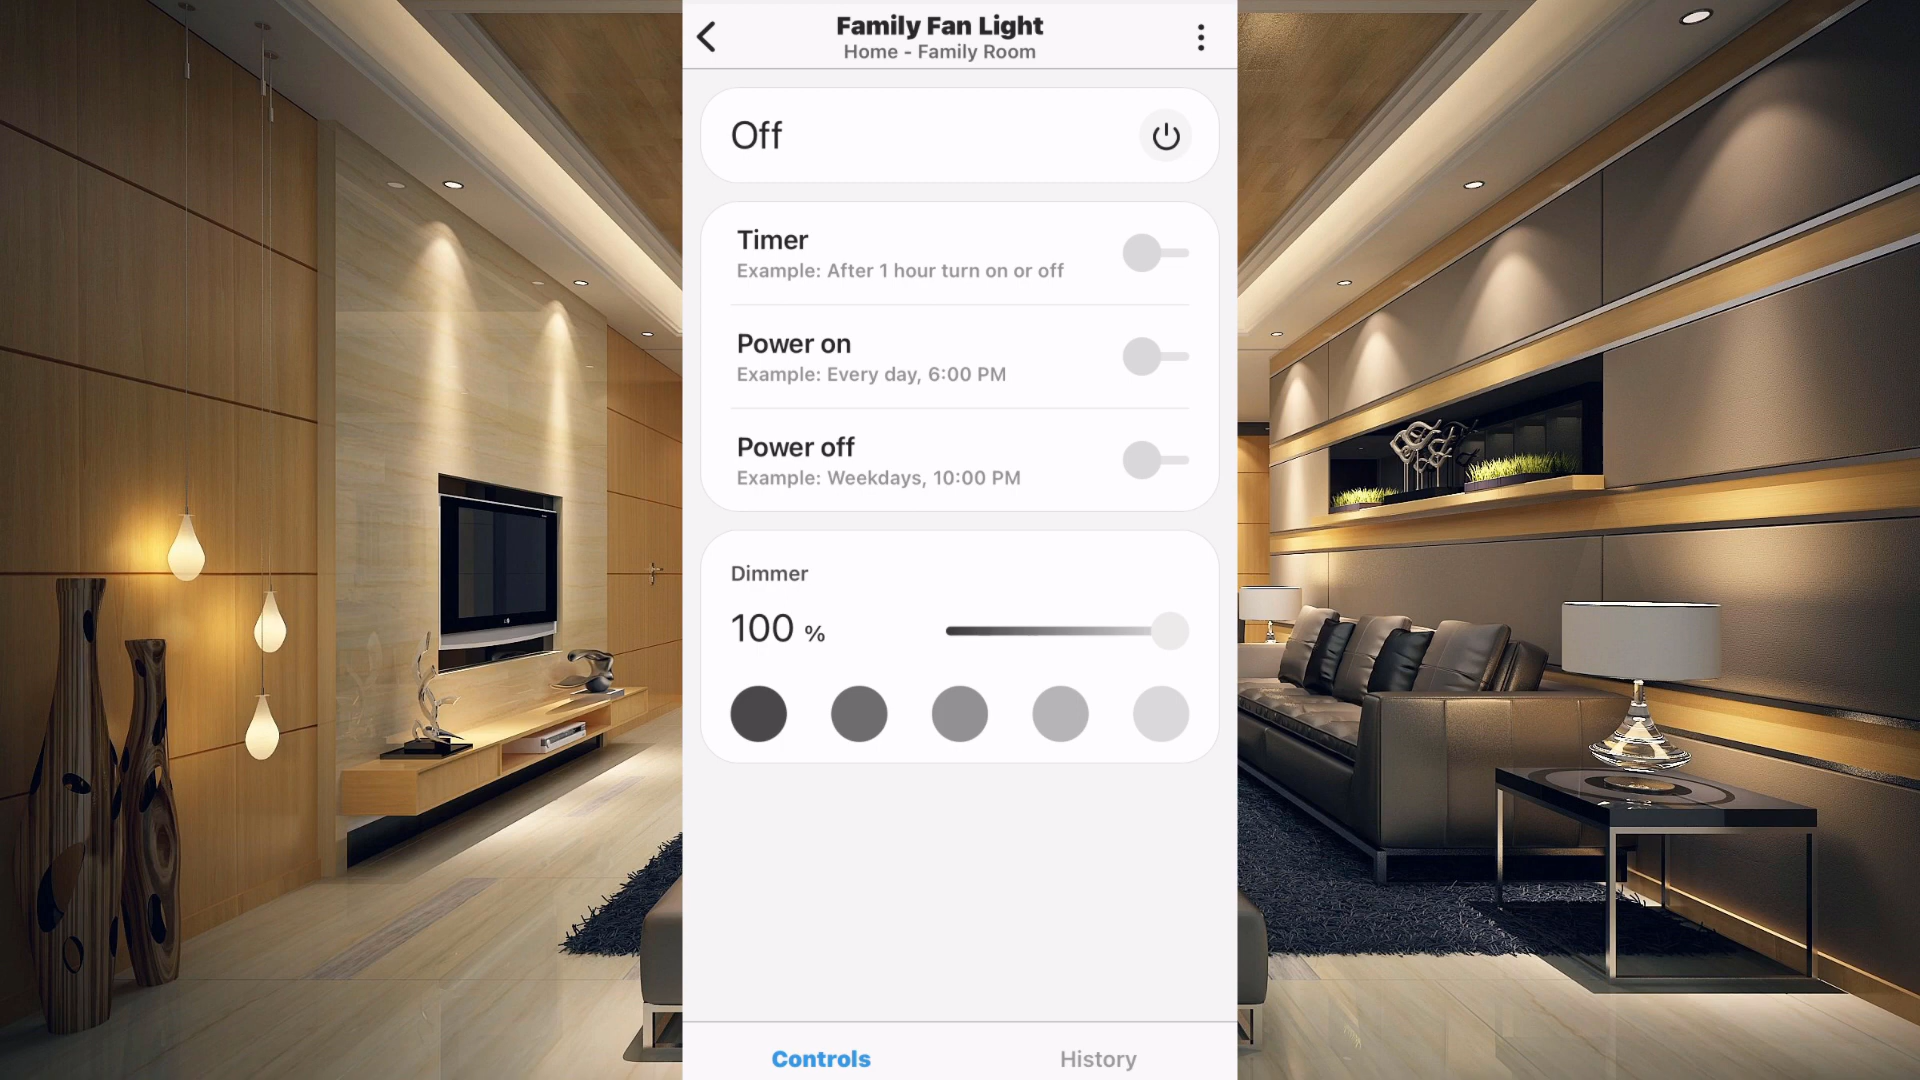 Family Fan Light
Home - Family Room
Off
Timer
Example: After 1 hour turn on or off
Power on
Example: Every day, 6:00 PM
Power off
Example: Weekdays, 10:00 PM
Dimmer
100 %
Controls
History